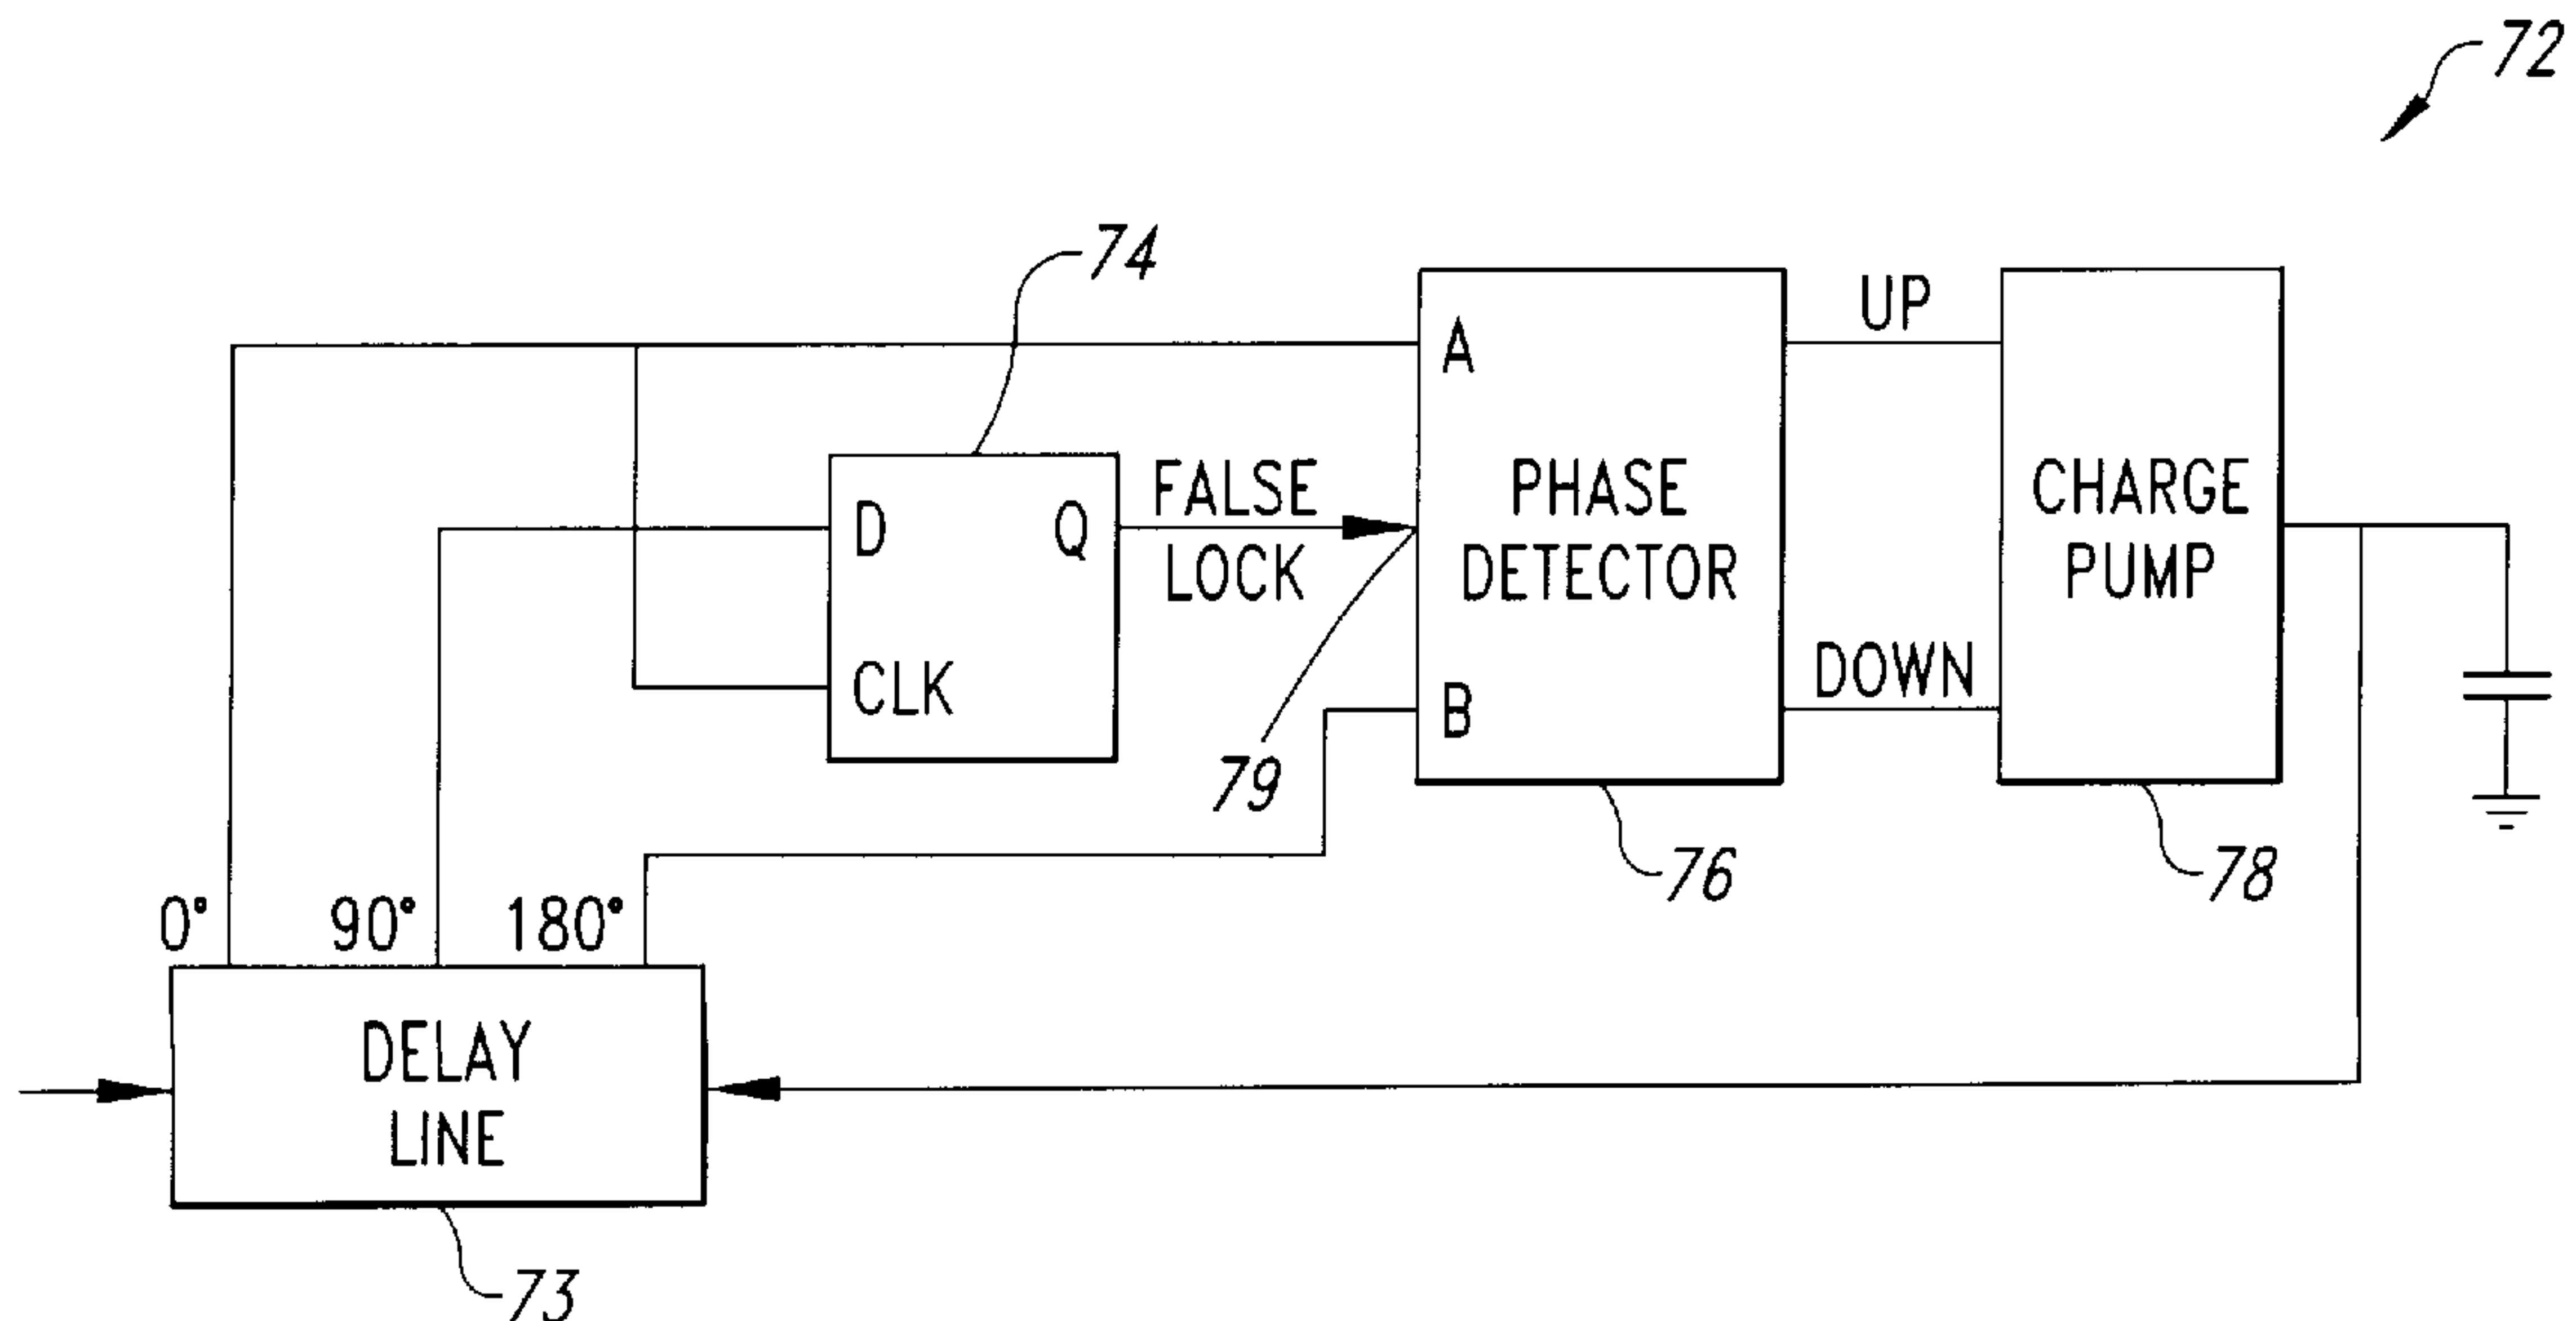 72
74
UP
A
FALSE
LOCK
PHASE
DETECTOR
CHARGE
PUMP
D
Q
CLK
DOWN
B
79
76
78
0°
90°
180°
DELAY
LINE
73